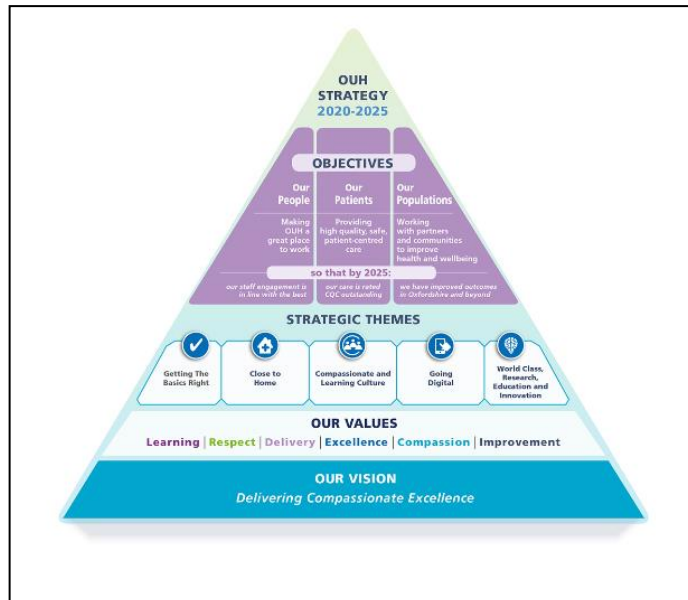 OUH
STRATEGY
2020-2025
OBJECTIVES
Our
People
Our
Patients
Our
Populations
Making
OUH a
great place
to work
Providing
high quality, safe,
patient-centred
care
Working
with partners
and communities
to improve
health and wellbeing
so that by 2025:
our staff engagement is
in line with the best
our care is rated
CQC outstanding
we have improved outcomes
in Oxfordshire and beyond
STRATEGIC THEMES
Getting The
Basics Right
Close to
Home
Compassionate and
Learning Culture
Going
Digital
World Class,
Research,
Education and
Innovation
OUR VALUES
Learning | Respect | Delivery | Excellence | Compassion | Improvement
OUR VISION
Delivering Compassionate Excellence